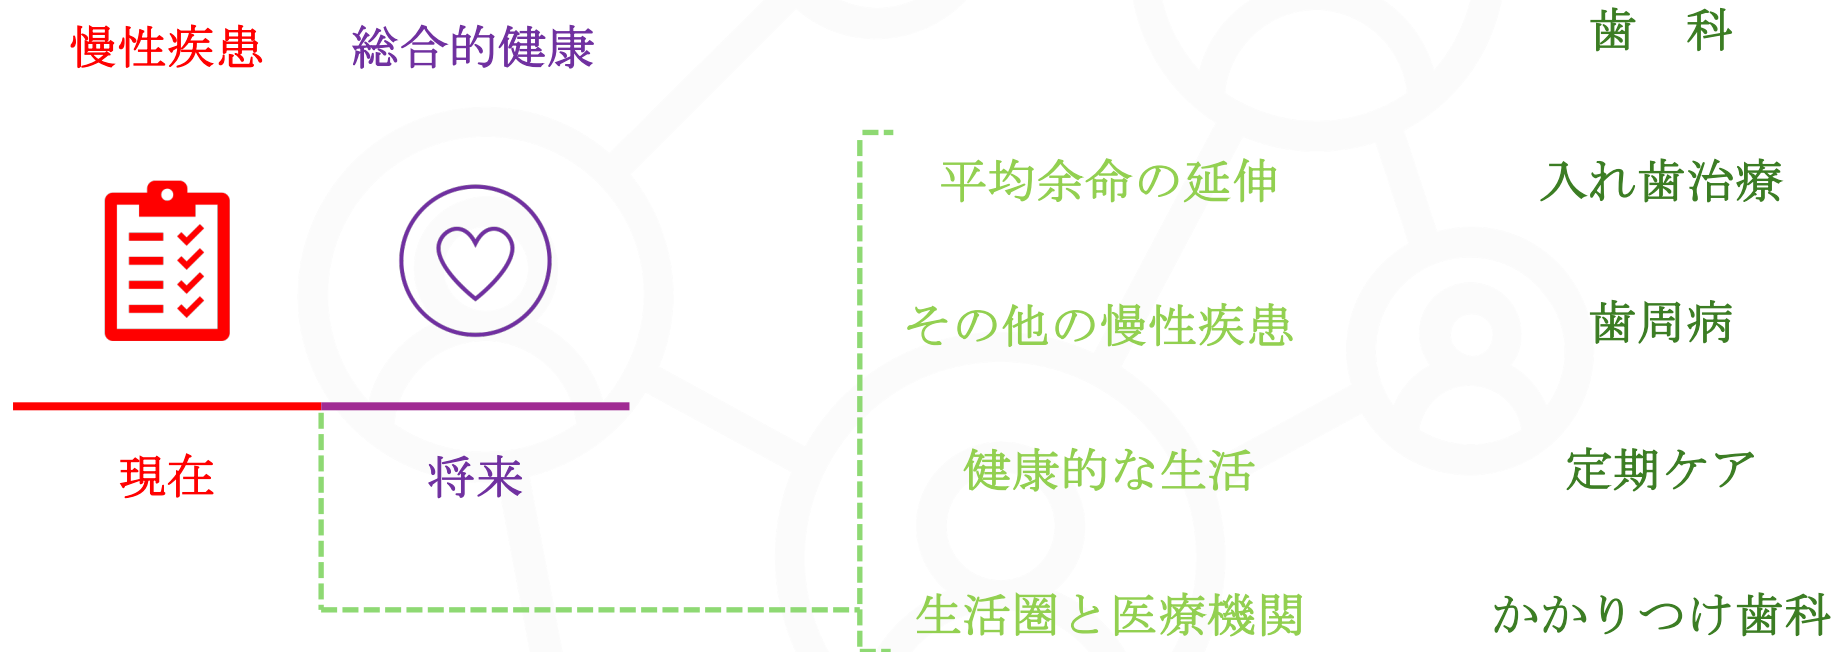 慢性疾患
総合的健康
歯　科
平均余命の延伸
入れ歯治療
その他の慢性疾患
歯周病
現在
将来
健康的な生活
定期ケア
生活圏と医療機関
かかりつけ歯科